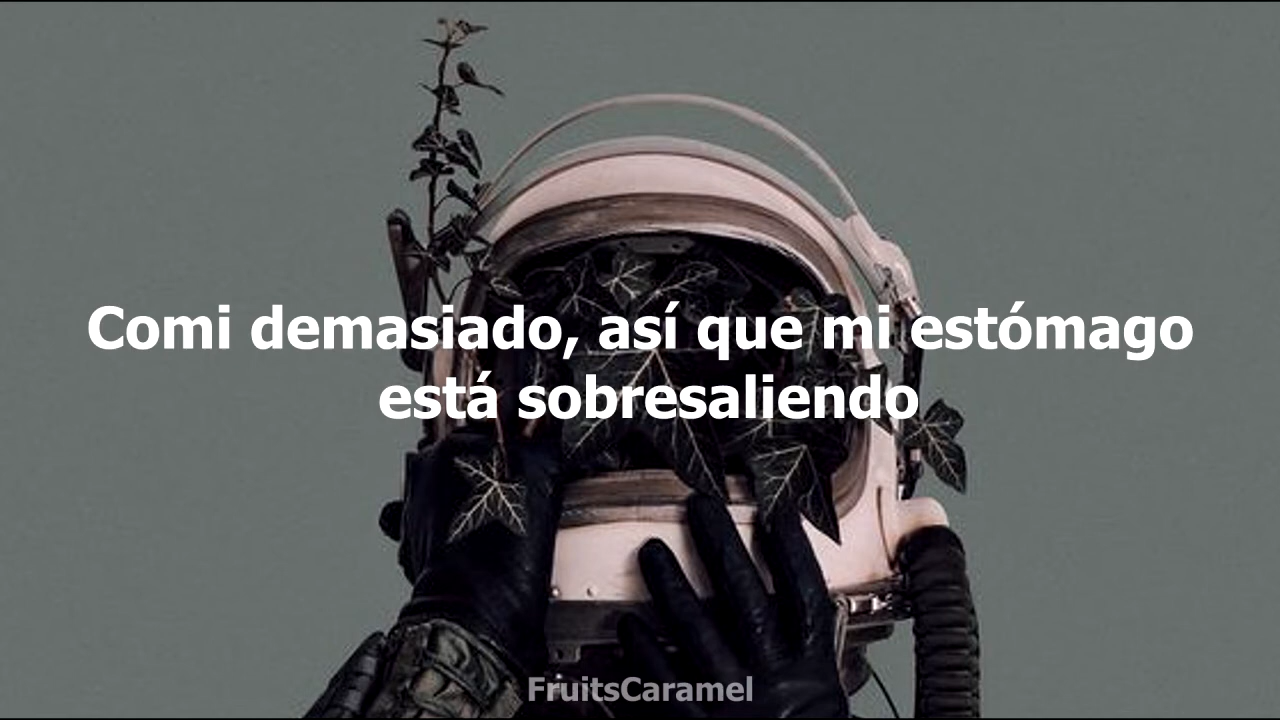 Comi demasiado, así que mi estómago
está sobresaliendo
FruitsCaramel